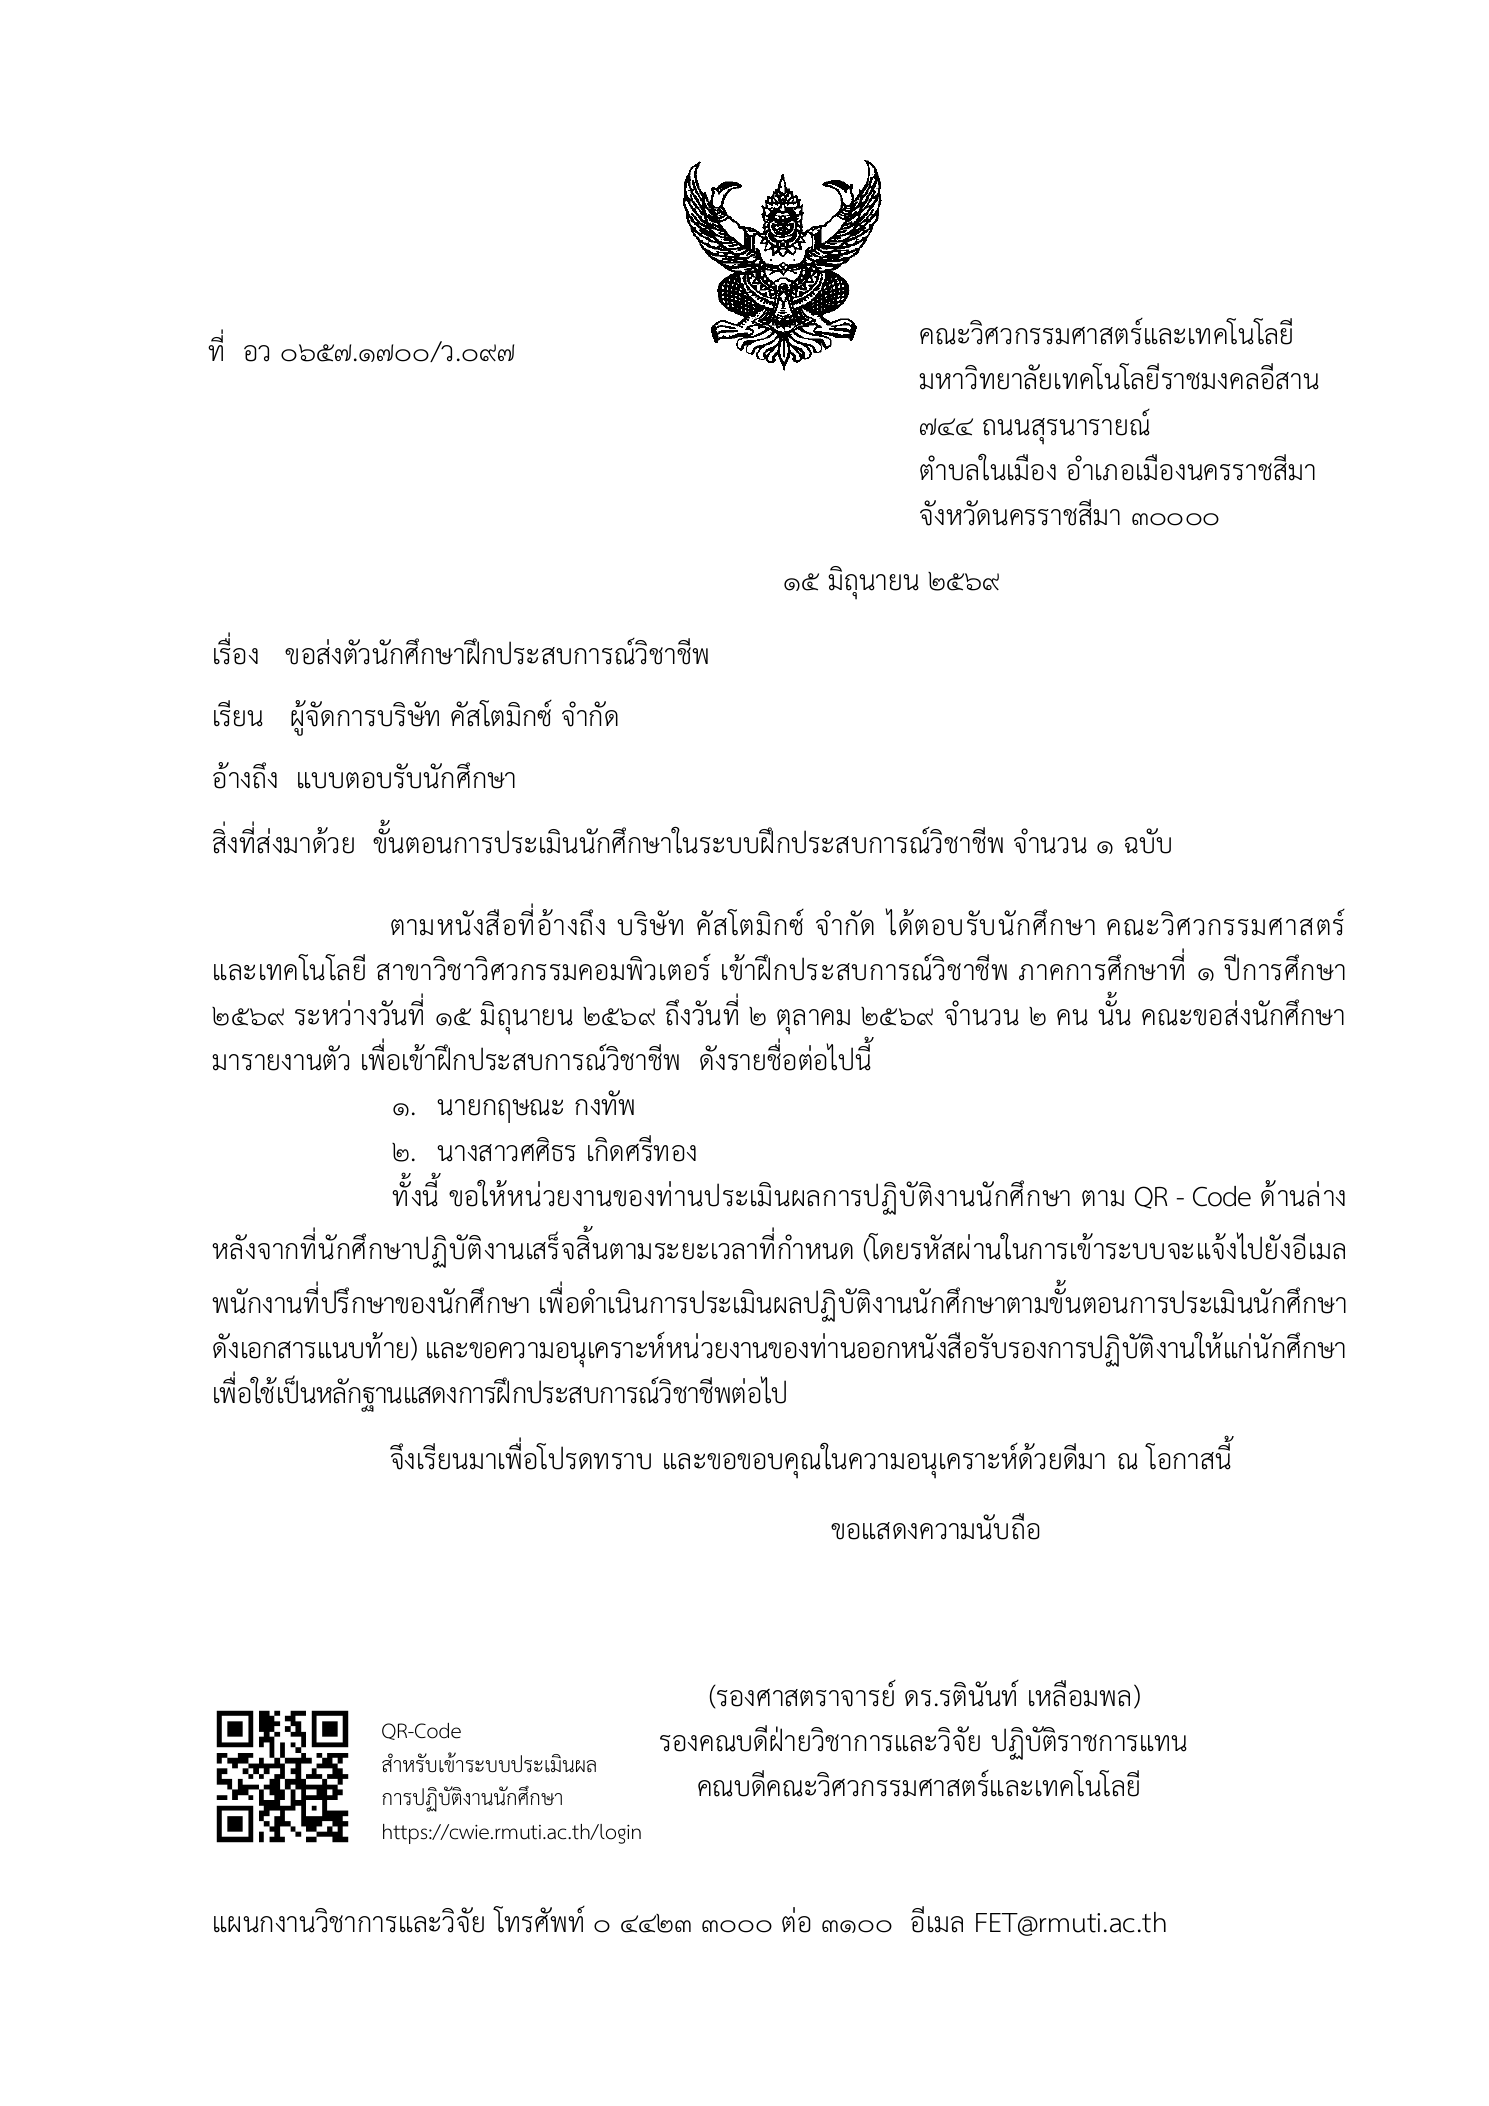 ที่  อว ๐๖๕๗.๑๗๐๐/ว.๐๙๗
คณะวิศวกรรมศาสตร์และเทคโนโลยี
มหาวิทยาลัยเทคโนโลยีราชมงคลอีสาน
๗๔๔ ถนนสุรนารายณ์
ตำบลในเมือง อำเภอเมืองนครราชสีมา
จังหวัดนครราชสีมา ๓๐๐๐๐
๑๕ มิถุนายน ๒๕๖๙
เรื่อง   ขอส่งตัวนักศึกษาฝึกประสบการณ์วิชาชีพ
เรียน   ผู้จัดการบริษัท คัสโตมิกซ์ จำกัด
อ้างถึง  แบบตอบรับนักศึกษา
สิ่งที่ส่งมาด้วย  ขั้นตอนการประเมินนักศึกษาในระบบฝึกประสบการณ์วิชาชีพ จำนวน ๑ ฉบับ
ตามหนังสือที่อ้างถึง บริษัท คัสโตมิกซ์ จำกัด ได้ตอบรับนักศึกษา คณะวิศวกรรมศาสตร์
และเทคโนโลยี สาขาวิชาวิศวกรรมคอมพิวเตอร์ เข้าฝึกประสบการณ์วิชาชีพ ภาคการศึกษาที่ ๑ ปีการศึกษา
๒๕๖๙ ระหว่างวันที่ ๑๕ มิถุนายน ๒๕๖๙ ถึงวันที่ ๒ ตุลาคม ๒๕๖๙ จำนวน ๒ คน นั้น คณะขอส่งนักศึกษา
มารายงานตัว เพื่อเข้าฝึกประสบการณ์วิชาชีพ  ดังรายชื่อต่อไปนี้
๑.  นายกฤษณะ กงทัพ
๒.  นางสาวศศิธร เกิดศรีทอง
ทั้งนี้ ขอให้หน่วยงานของท่านประเมินผลการปฏิบัติงานนักศึกษา ตาม QR - Code ด้านล่าง
หลังจากที่นักศึกษาปฏิบัติงานเสร็จสิ้นตามระยะเวลาที่กำหนด (โดยรหัสผ่านในการเข้าระบบจะแจ้งไปยังอีเมล
พนักงานที่ปรึกษาของนักศึกษา เพื่อดำเนินการประเมินผลปฏิบัติงานนักศึกษาตามขั้นตอนการประเมินนักศึกษา
ดังเอกสารแนบท้าย) และขอความอนุเคราะห์หน่วยงานของท่านออกหนังสือรับรองการปฏิบัติงานให้แก่นักศึกษา
เพื่อใช้เป็นหลักฐานแสดงการฝึกประสบการณ์วิชาชีพต่อไป
จึงเรียนมาเพื่อโปรดทราบ และขอขอบคุณในความอนุเคราะห์ด้วยดีมา ณ โอกาสนี้
ขอแสดงความนับถือ
(รองศาสตราจารย์ ดร.รตินันท์ เหลือมพล)
รองคณบดีฝ่ายวิชาการและวิจัย ปฏิบัติราชการแทน
คณบดีคณะวิศวกรรมศาสตร์และเทคโนโลยี
QR-Code
สำหรับเข้าระบบประเมินผล
การปฏิบัติงานนักศึกษา
https://cwie.rmuti.ac.th/login
แผนกงานวิชาการและวิจัย โทรศัพท์ ๐ ๔๔๒๓ ๓๐๐๐ ต่อ ๓๑๐๐  อีเมล FET@rmuti.ac.th